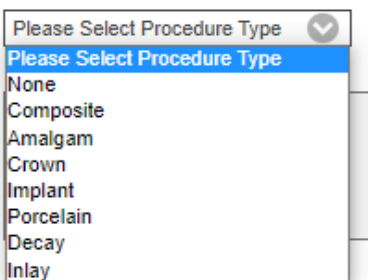 Please Select Procedure Type
Please Select Procedure Type
None
Composite
Amalgam
Crown
Implant
Porcelain
Decay
Inlay